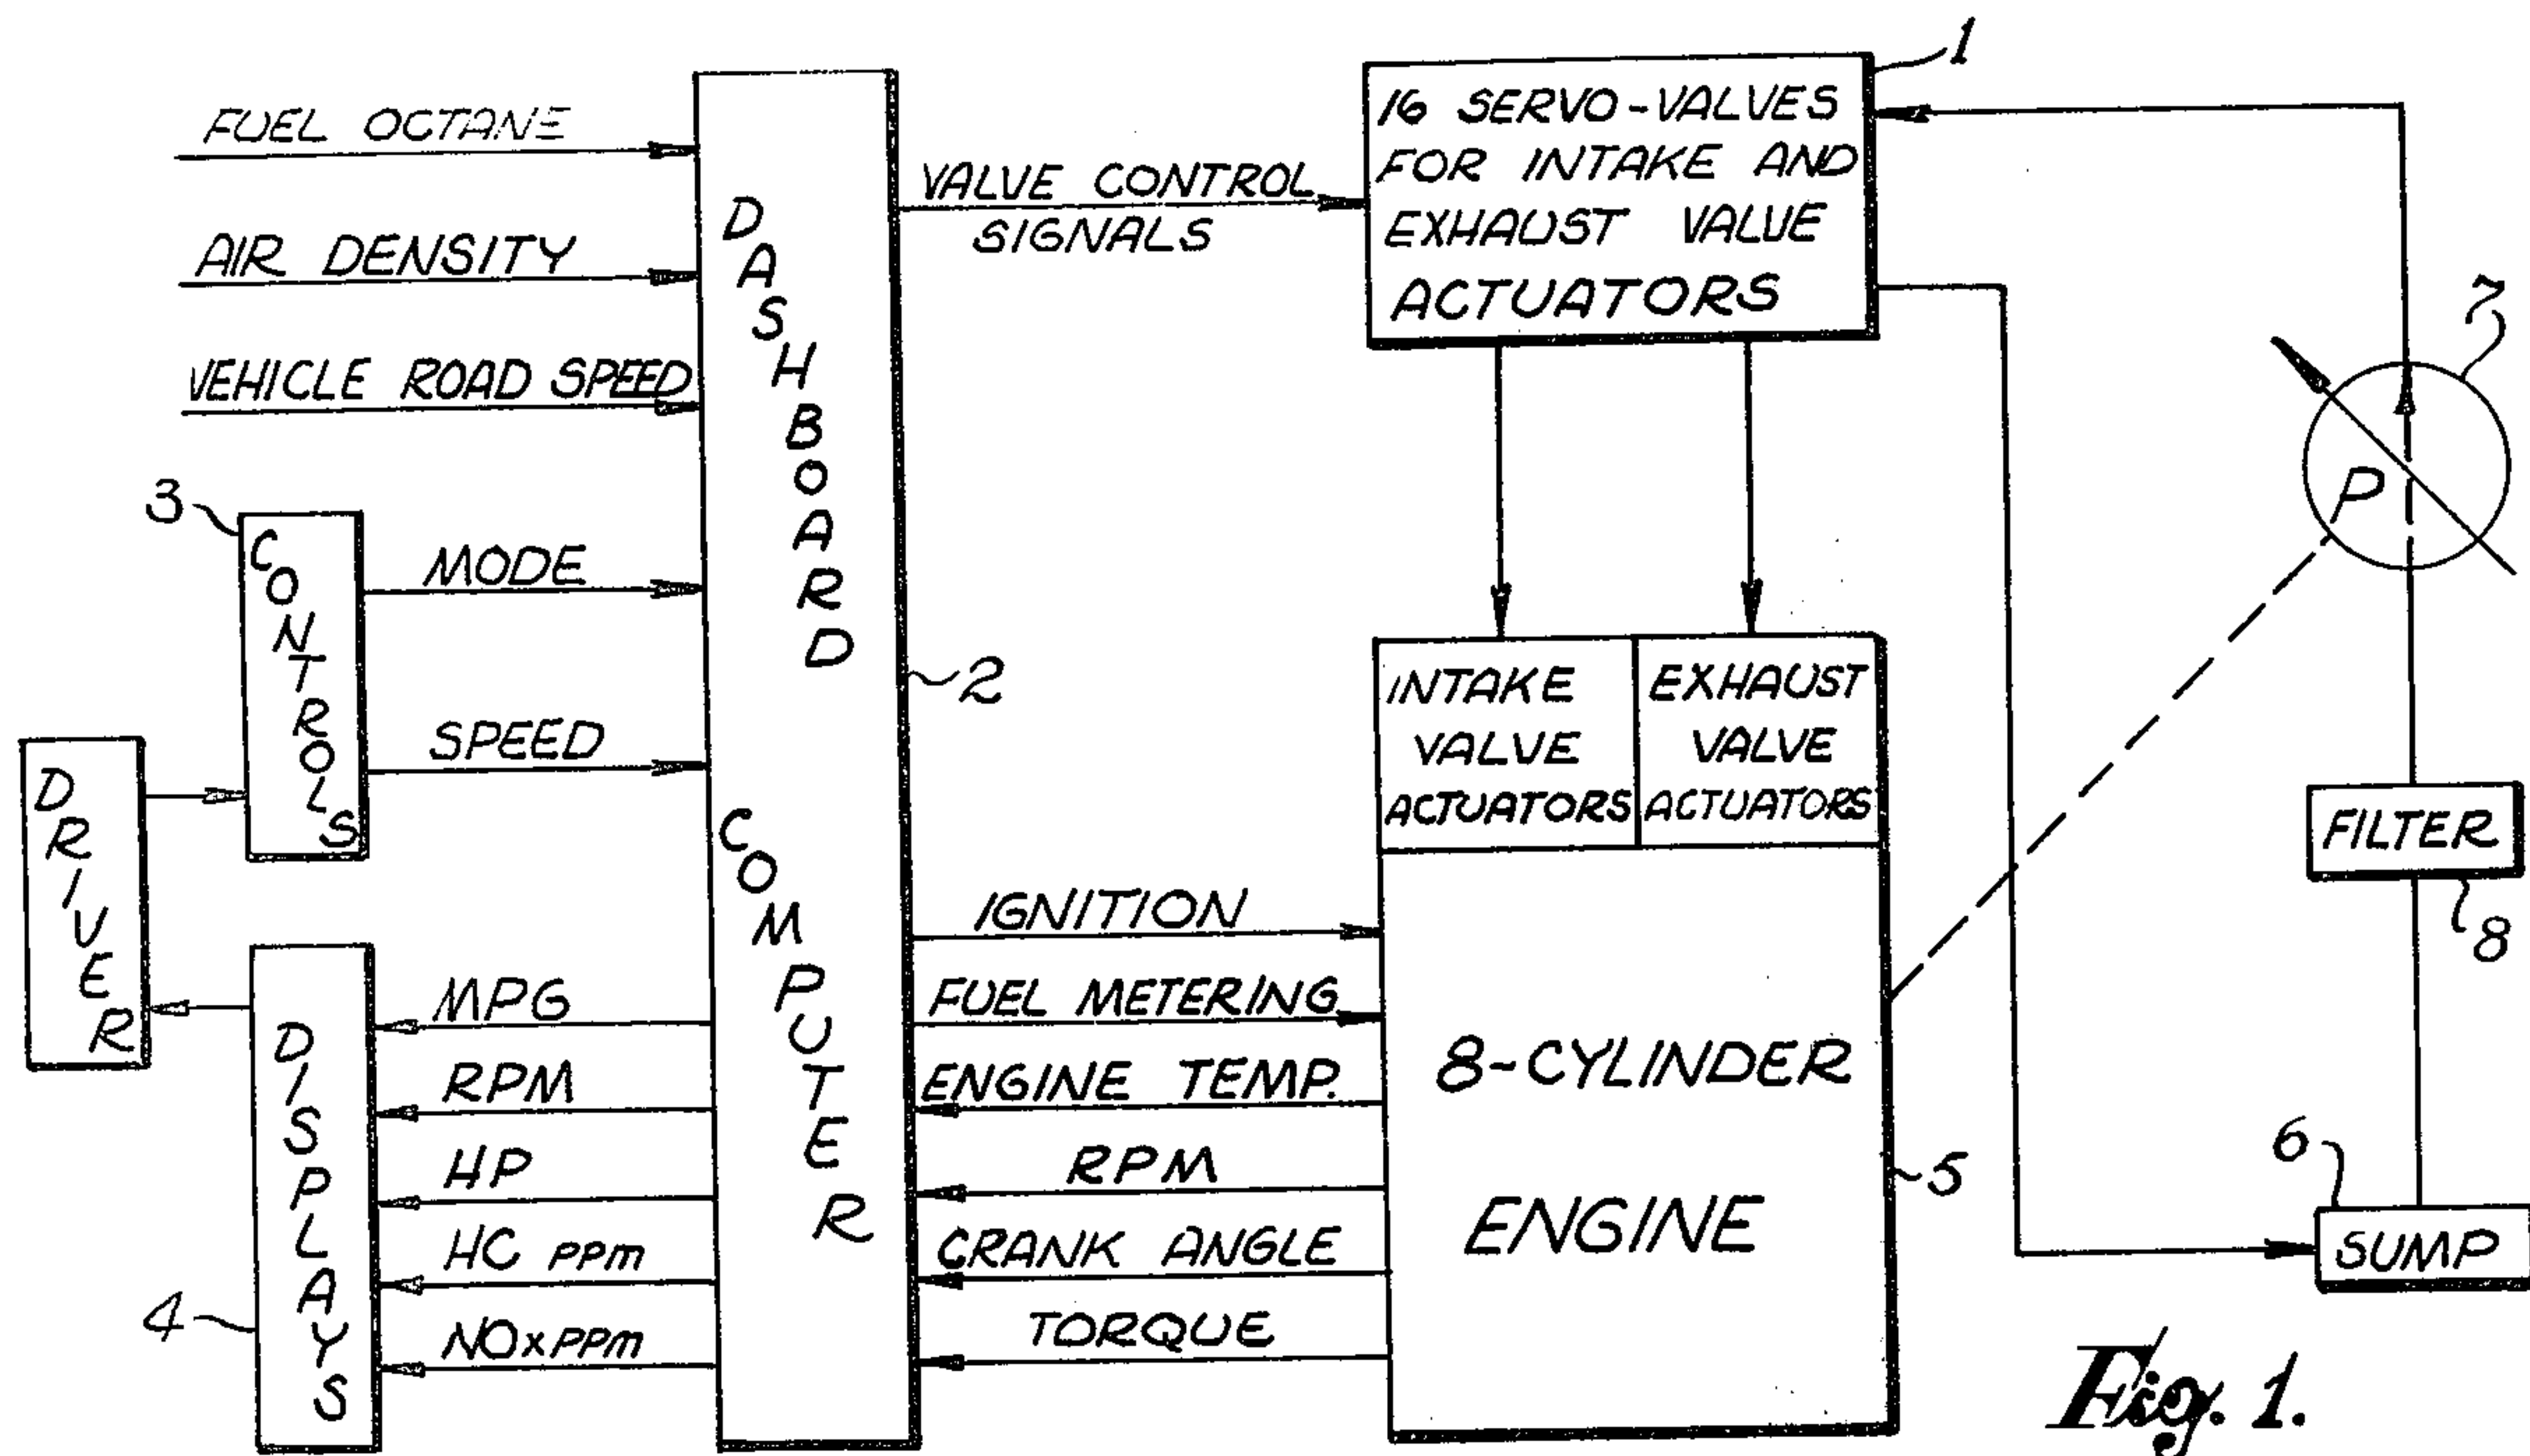 1
16 SERVO-VALVES
FOR INTAKE AND
EXHAUST VALUE
ACTUATORS
FUEL OCTANE
AIR DENSITY
VEHICLE ROAD SPEED
VALVE CONTROL
SIGNALS
DASHBOARD COMPUTER
2
3
CONTROLS
MODE
SPEED
DRIVER
DISPLAYS
4
MPG
RPM
HP
HC ppm
NOx ppm
INTAKE
VALVE
ACTUATORS
EXHAUST
VALVE
ACTUATORS
IGNITION
FUEL METERING
ENGINE TEMP.
RPM
CRANK ANGLE
TORQUE
8-CYLINDER
ENGINE
5
7
P
FILTER
8
6
SUMP
Fig. 1.